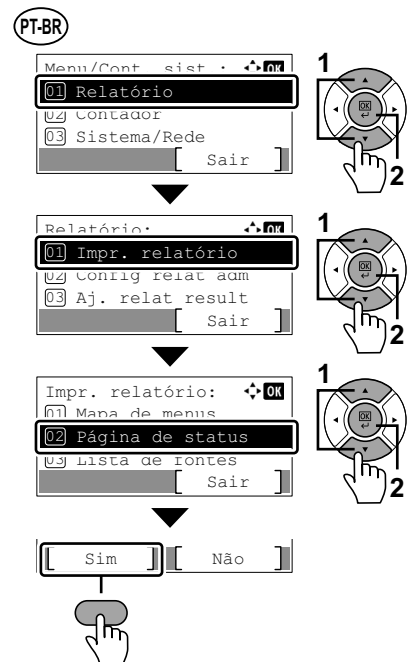 PT-BR
Menu/Cont. sist.: OK
01 Relatório
02 Contador
03 Sistema/Rede
[ Sair ]
1
OK
2
Relatório: OK
01 Impr. relatório
02 Config relat adm
03 Aj. relat result
[ Sair ]
1
OK
2
Impr. relatório: OK
01 Mapa de menus
02 Página de status
03 Lista de fontes
[ Sair ]
1
OK
2
[ Sim ] [ Não ]